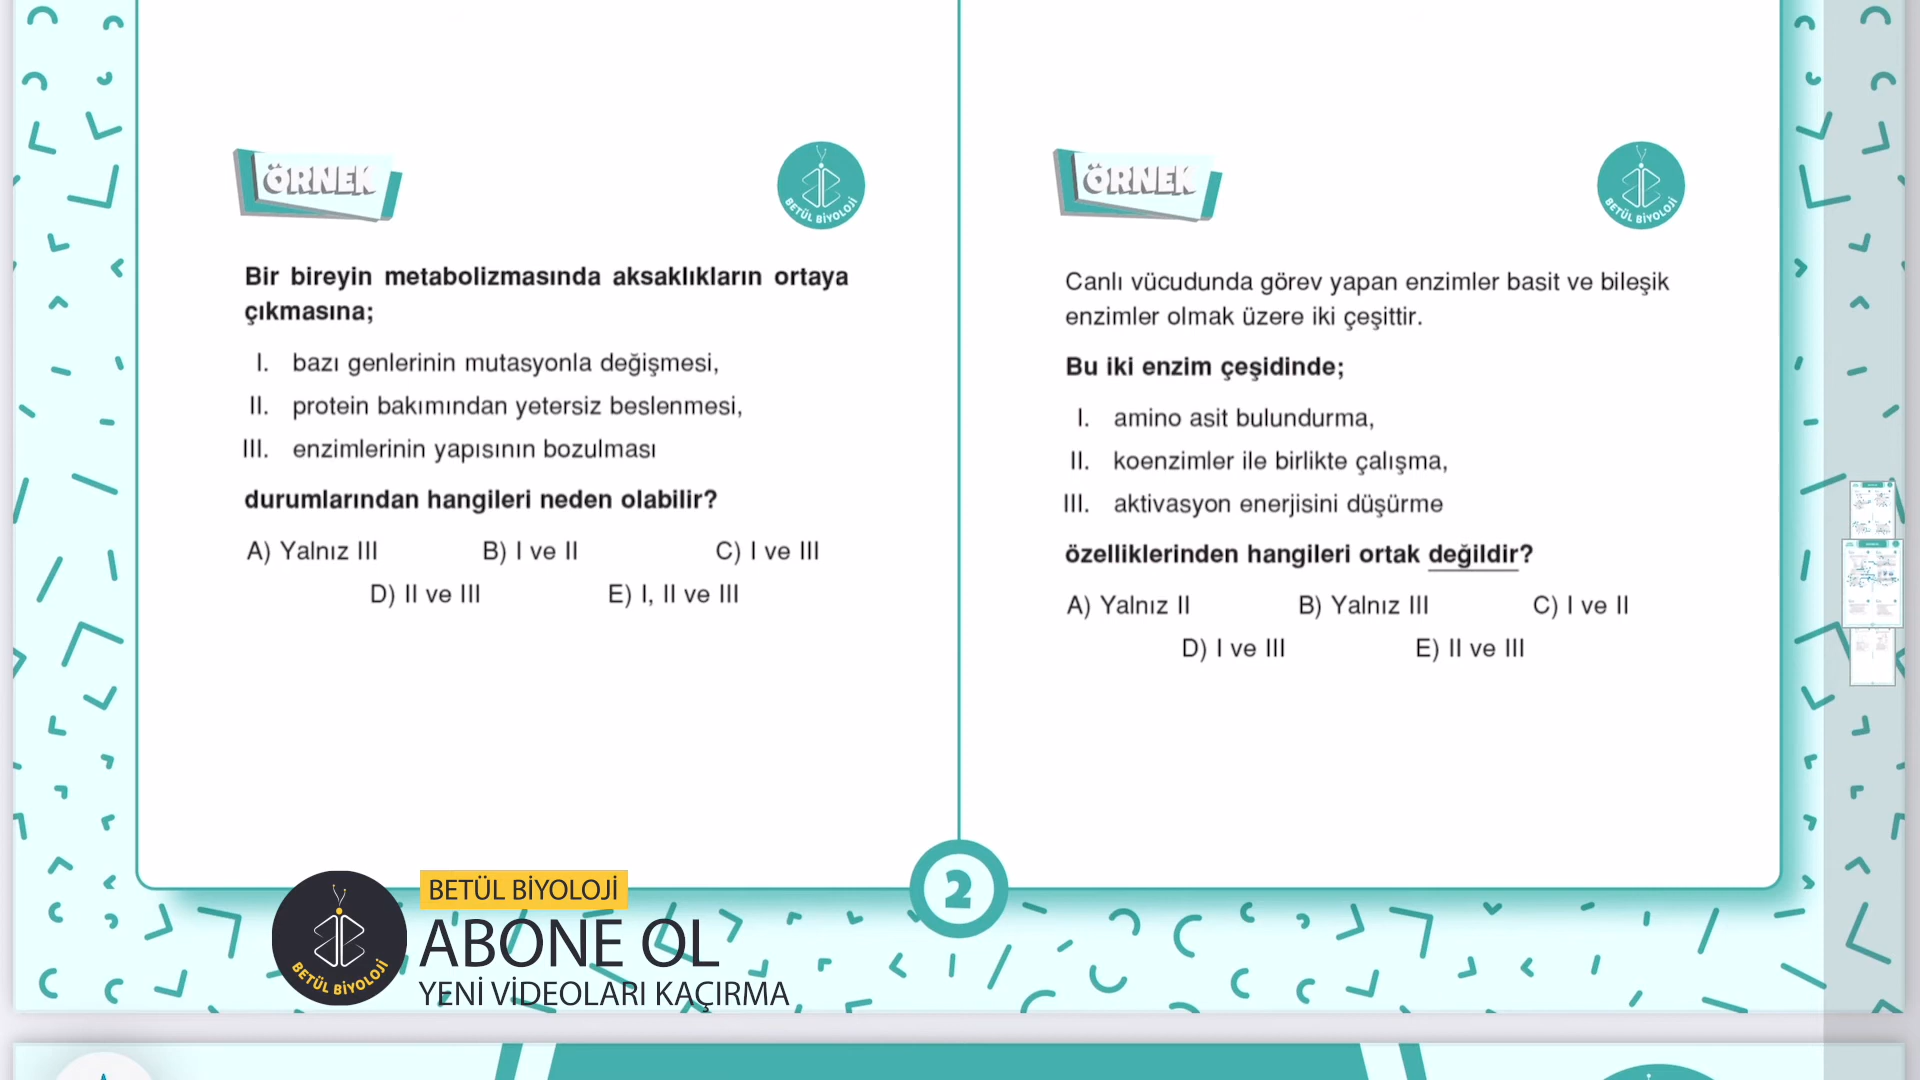 ÖRNEK
BETÜL BİYOLOJİ
Bir bireyin metabolizmasında aksaklıkların ortaya
çıkmasına;
I. bazı genlerinin mutasyonla değişmesi,
II. protein bakımından yetersiz beslenmesi,
III. enzimlerinin yapısının bozulması
durumlarından hangileri neden olabilir?
A) Yalnız III B) I ve II C) I ve III
D) II ve III E) I, II ve III
ÖRNEK
BETÜL BİYOLOJİ
Canlı vücudunda görev yapan enzimler basit ve bileşik
enzimler olmak üzere iki çeşittir.
Bu iki enzim çeşidinde;
I. amino asit bulundurma,
II. koenzimler ile birlikte çalışma,
III. aktivasyon enerjisini düşürme
özelliklerinden hangileri ortak değildir?
A) Yalnız II B) Yalnız III C) I ve II
D) I ve III E) II ve III
2
BETÜL BİYOLOJİ
BETÜL BİYOLOJİ
ABONE OL
YENİ VİDEOLARI KAÇIRMA